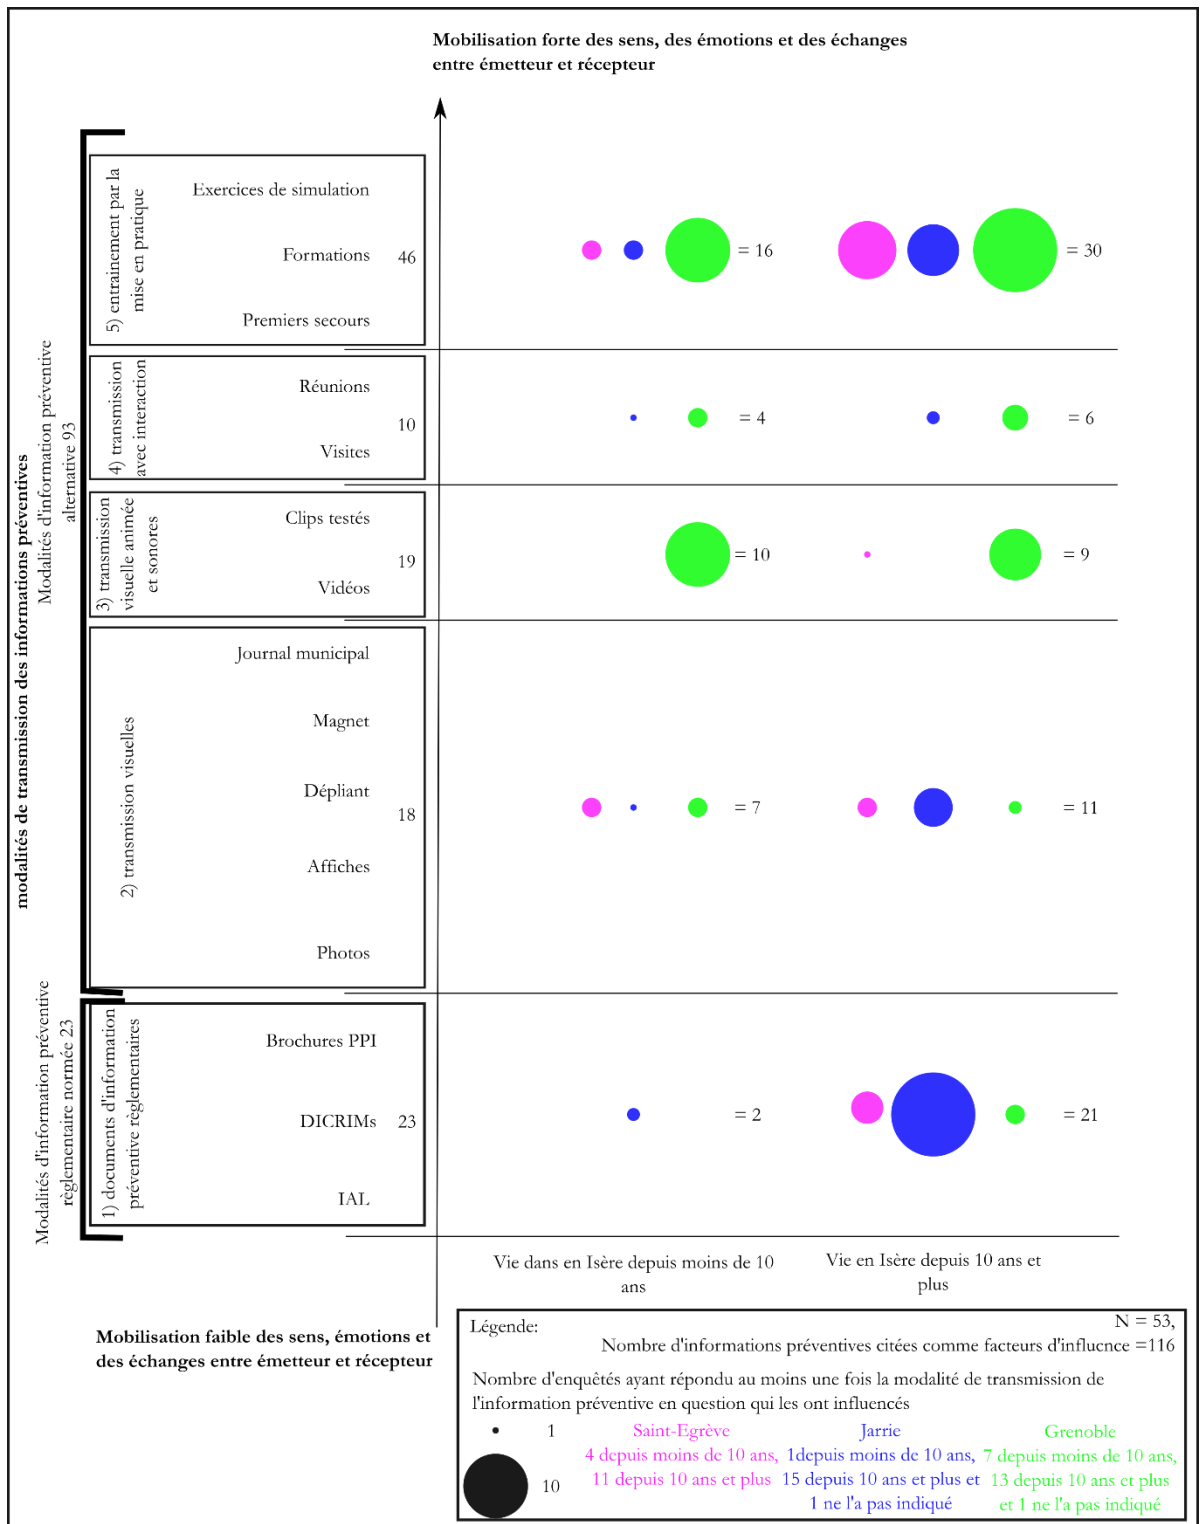 Mobilisation forte des sens, des émotions et des échanges
entre émetteur et récepteur
modalités de transmission des informations préventives
Modalités d'information préventive
alternative 93
5) entrainement par la
mise en pratique
Exercices de simulation
Formations
46
Premiers secours
= 16
= 30
4) transmission
avec interaction
Réunions
10
Visites
= 4
= 6
3) transmission
visuelle animée
et sonores
Clips testés
19
Vidéos
= 10
= 9
2) transmission visuelles
Journal municipal
Magnet
Dépliant
18
Affiches
Photos
= 7
= 11
Modalités d'information préventive
règlementaire normée 23
1) documents d'information
préventive règlementaires
Brochures PPI
DICRIMs
23
IAL
= 2
= 21
Vie dans en Isère depuis moins de 10
ans
Vie en Isère depuis 10 ans et
plus
Mobilisation faible des sens, émotions et
des échanges entre émetteur et récepteur
Légende:
N = 53,
Nombre d'informations préventives citées comme facteurs d'influcnce =116
Nombre d'enquêtés ayant répondu au moins une fois la modalité de transmission de
l'information préventive en question qui les ont influencés
1
10
Saint-Egrève
4 depuis moins de 10 ans,
11 depuis 10 ans et plus
Jarrie
1depuis moins de 10 ans,
15 depuis 10 ans et plus et
1 ne l'a pas indiqué
Grenoble
7 depuis moins de 10 ans,
13 depuis 10 ans et plus
et 1 ne l'a pas indiqué